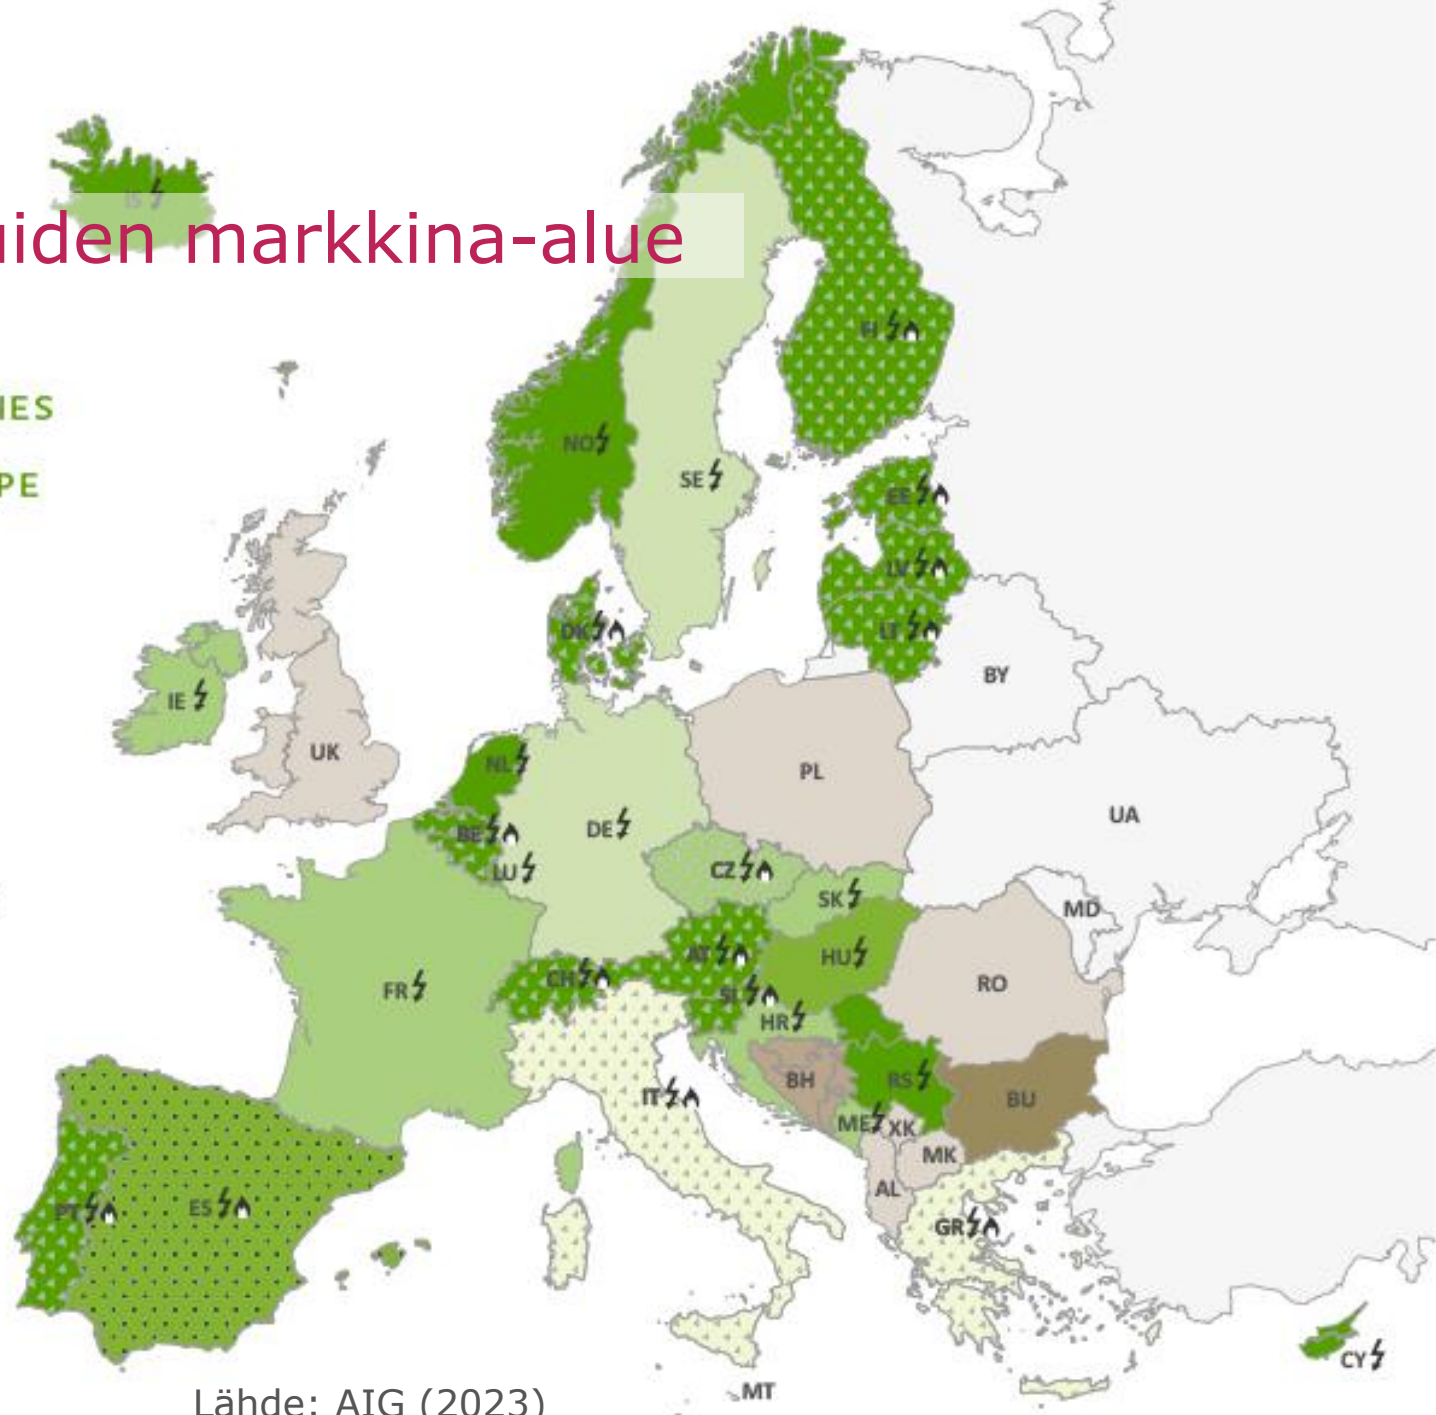 IS
uiden markkina-alue
IES
PE
FI
NO
SE
EE
LV
LT
DK
BY
IE
UK
NL
PL
BE
DE
UA
LU
CZ
SK
MD
AT
HU
CH
FR
SI
RO
HR
BH
RS
BU
IT
ME
XK
MK
AL
PT
ES
GR
CY
MT
Lähde: AIG (2023)